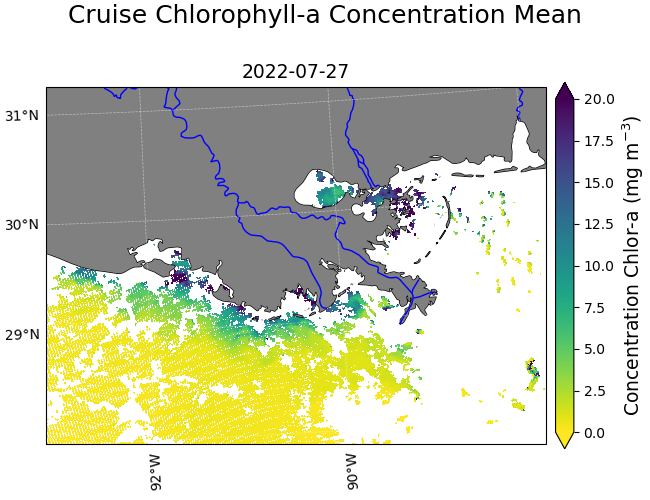 Cruise Chlorophyll-a Concentration Mean
2022-07-27
31°N
30°N
29°N
92°W
90°W
20.0
17.5
15.0
12.5
10.0
7.5
5.0
2.5
0.0
Concentration Chlor-a (mg m⁻³)